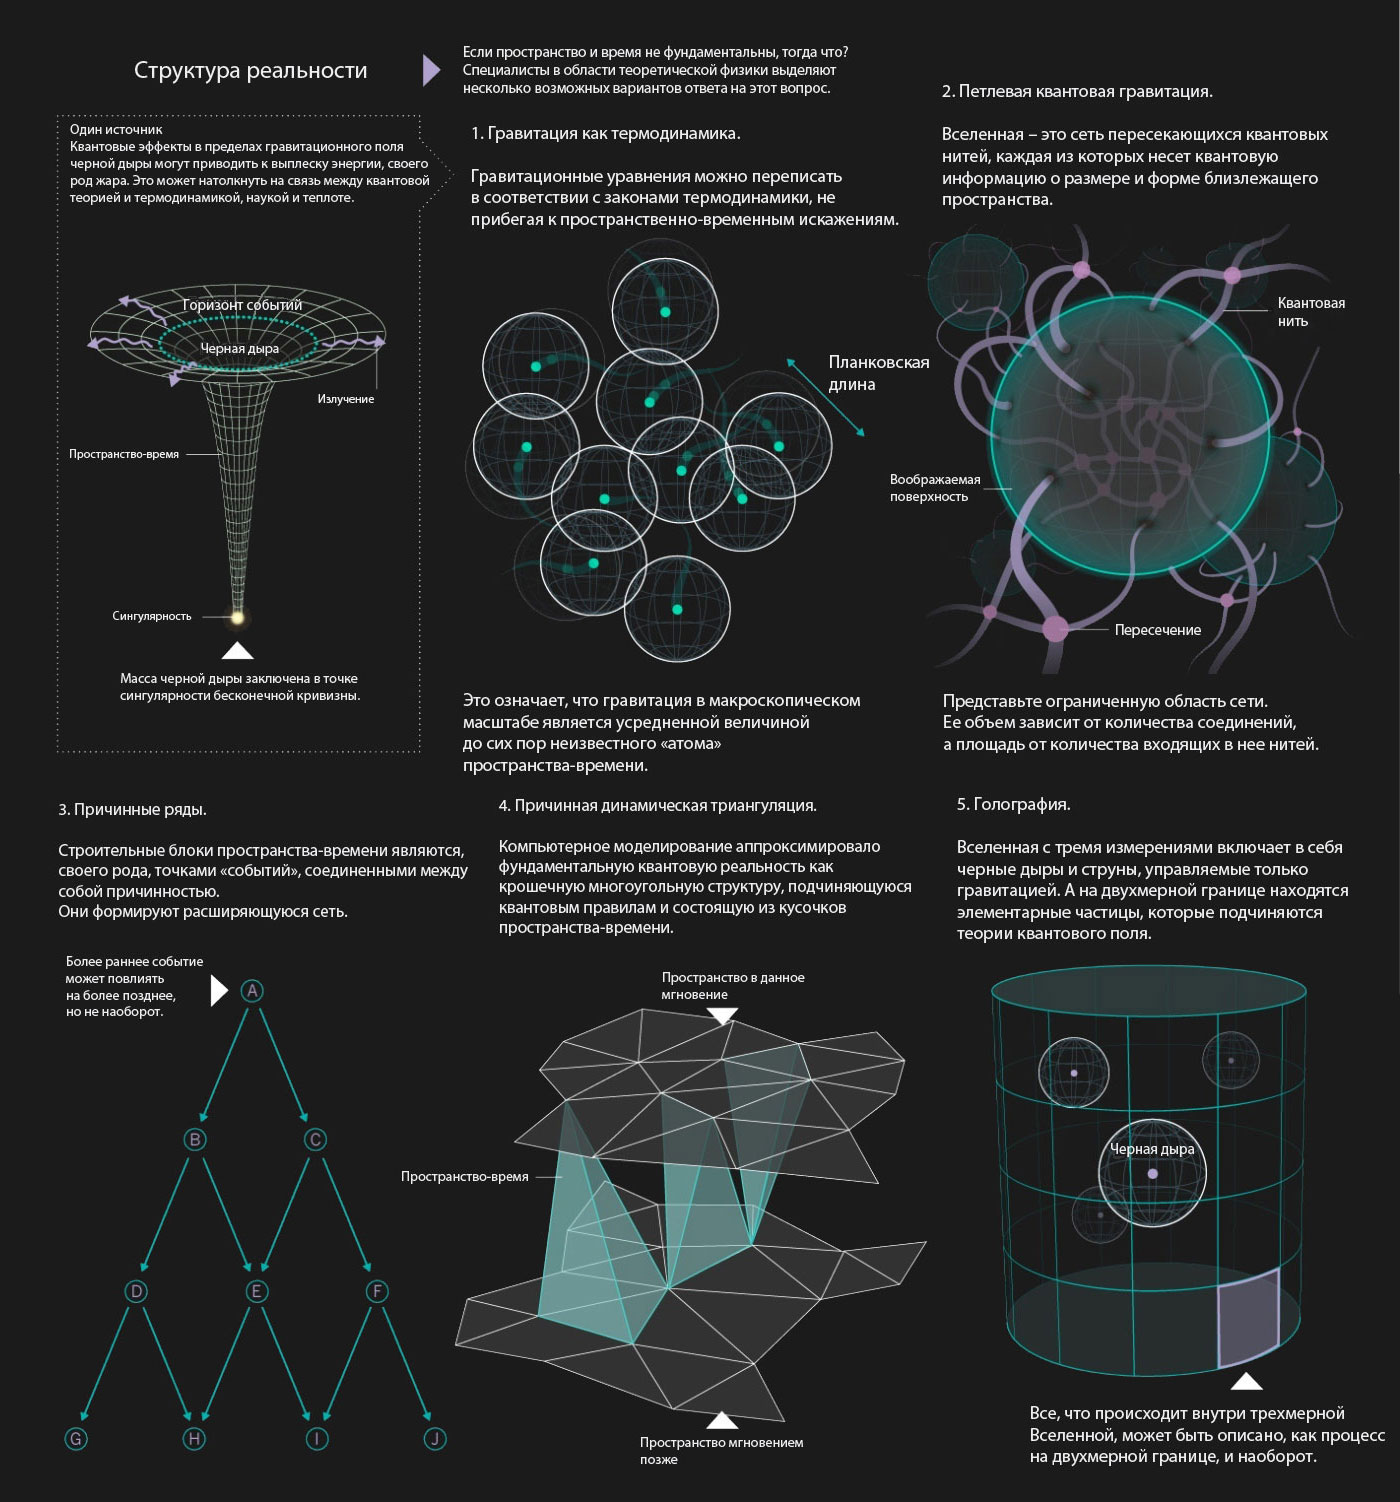 Структура реальности
Если пространство и время не фундаментальны, тогда что?
Специалисты в области теоретической физики выделяют
несколько возможных вариантов ответа на этот вопрос.
Один источник
Квантовые эффекты в пределах гравитационного поля
черной дыры могут приводить к выплеску энергии, своего
род жара. Это может натолкнуть на связь между квантовой
теорией и термодинамикой, наукой и теплоте.
Горизонт событий
Черная дыра
Излучение
Пространство-время
Сингулярность
Масса черной дыры заключена в точке
сингулярности бесконечной кривизны.
1. Гравитация как термодинамика.
Гравитационные уравнения можно переписать
в соответствии с законами термодинамики, не
прибегая к пространственно-временным искажениям.
Планковская
длина
Это означает, что гравитация в макроскопическом
масштабе является усредненной величиной
до сих пор неизвестного «атома»
пространства-времени.
2. Петлевая квантовая гравитация.
Вселенная – это сеть пересекающихся квантовых
нитей, каждая из которых несет квантовую
информацию о размере и форме близлежащего
пространства.
Квантовая
нить
Воображаемая
поверхность
Пересечение
Представьте ограниченную область сети.
Ее объем зависит от количества соединений,
а площадь от количества входящих в нее нитей.
3. Причинные ряды.
Строительные блоки пространства-времени являются,
своего рода, точками «событий», соединенными между
собой причинностью.
Они формируют расширяющуюся сеть.
Более раннее событие
может повлиять
на более позднее,
но не наоборот.
A
B
C
D
E
F
G
H
I
J
4. Причинная динамическая триангуляция.
Компьютерное моделирование аппроксимировало
фундаментальную квантовую реальность как
крошечную многоугольную структуру, подчиняющуюся
квантовым правилам и состоящую из кусочков
пространства-времени.
Пространство в данное
мгновение
Пространство-время
Пространство мгновением
позже
5. Голография.
Вселенная с тремя измерениями включает в себя
черные дыры и струны, управляемые только
гравитацией. А на двухмерной границе находятся
элементарные частицы, которые подчиняются
теории квантового поля.
Черная дыра
Все, что происходит внутри трехмерной
Вселенной, может быть описано, как процесс
на двухмерной границе, и наоборот.